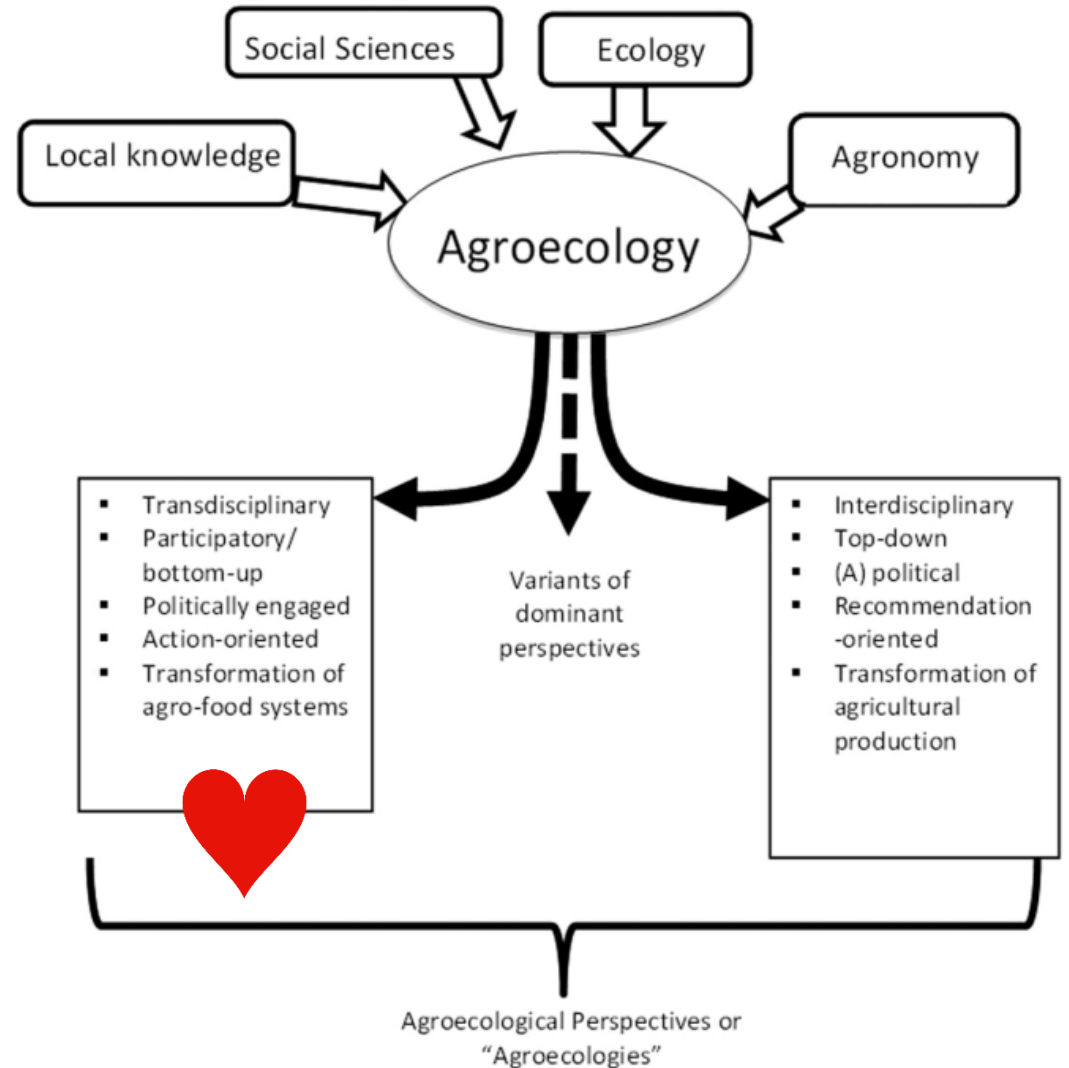 Social Sciences
Ecology
Local knowledge
Agronomy
Agroecology
▪ Transdisciplinary
▪ Participatory/
bottom-up
▪ Politically engaged
▪ Action-oriented
▪ Transformation of
agro-food systems
Variants of
dominant
perspectives
▪ Interdisciplinary
▪ Top-down
▪ (A) political
▪ Recommendation
-oriented
▪ Transformation of
agricultural
production
Agroecological Perspectives or
“Agroecologies”